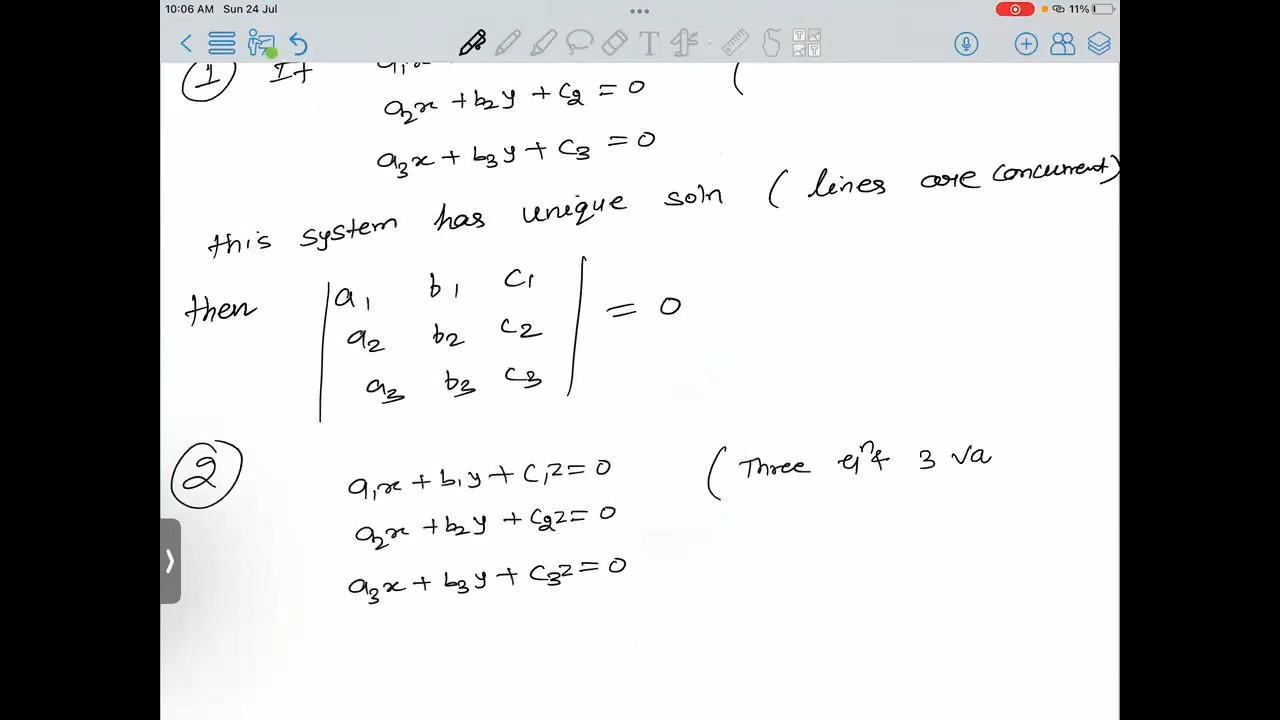 10:06 AM Sun 24 Jul
11%
1 If
a2x + b2y + c2 = 0 (
a3x + b3y + c3 = 0
this system has unique soln ( lines are concurrent)
then | a1 b1 c1 | = 0
a2 b2 c2
a3 b3 c3
2 a1x + b1y + c1z = 0 ( Three eqn & 3 va
a2x + b2y + c2z = 0
a3x + b3y + c3z = 0